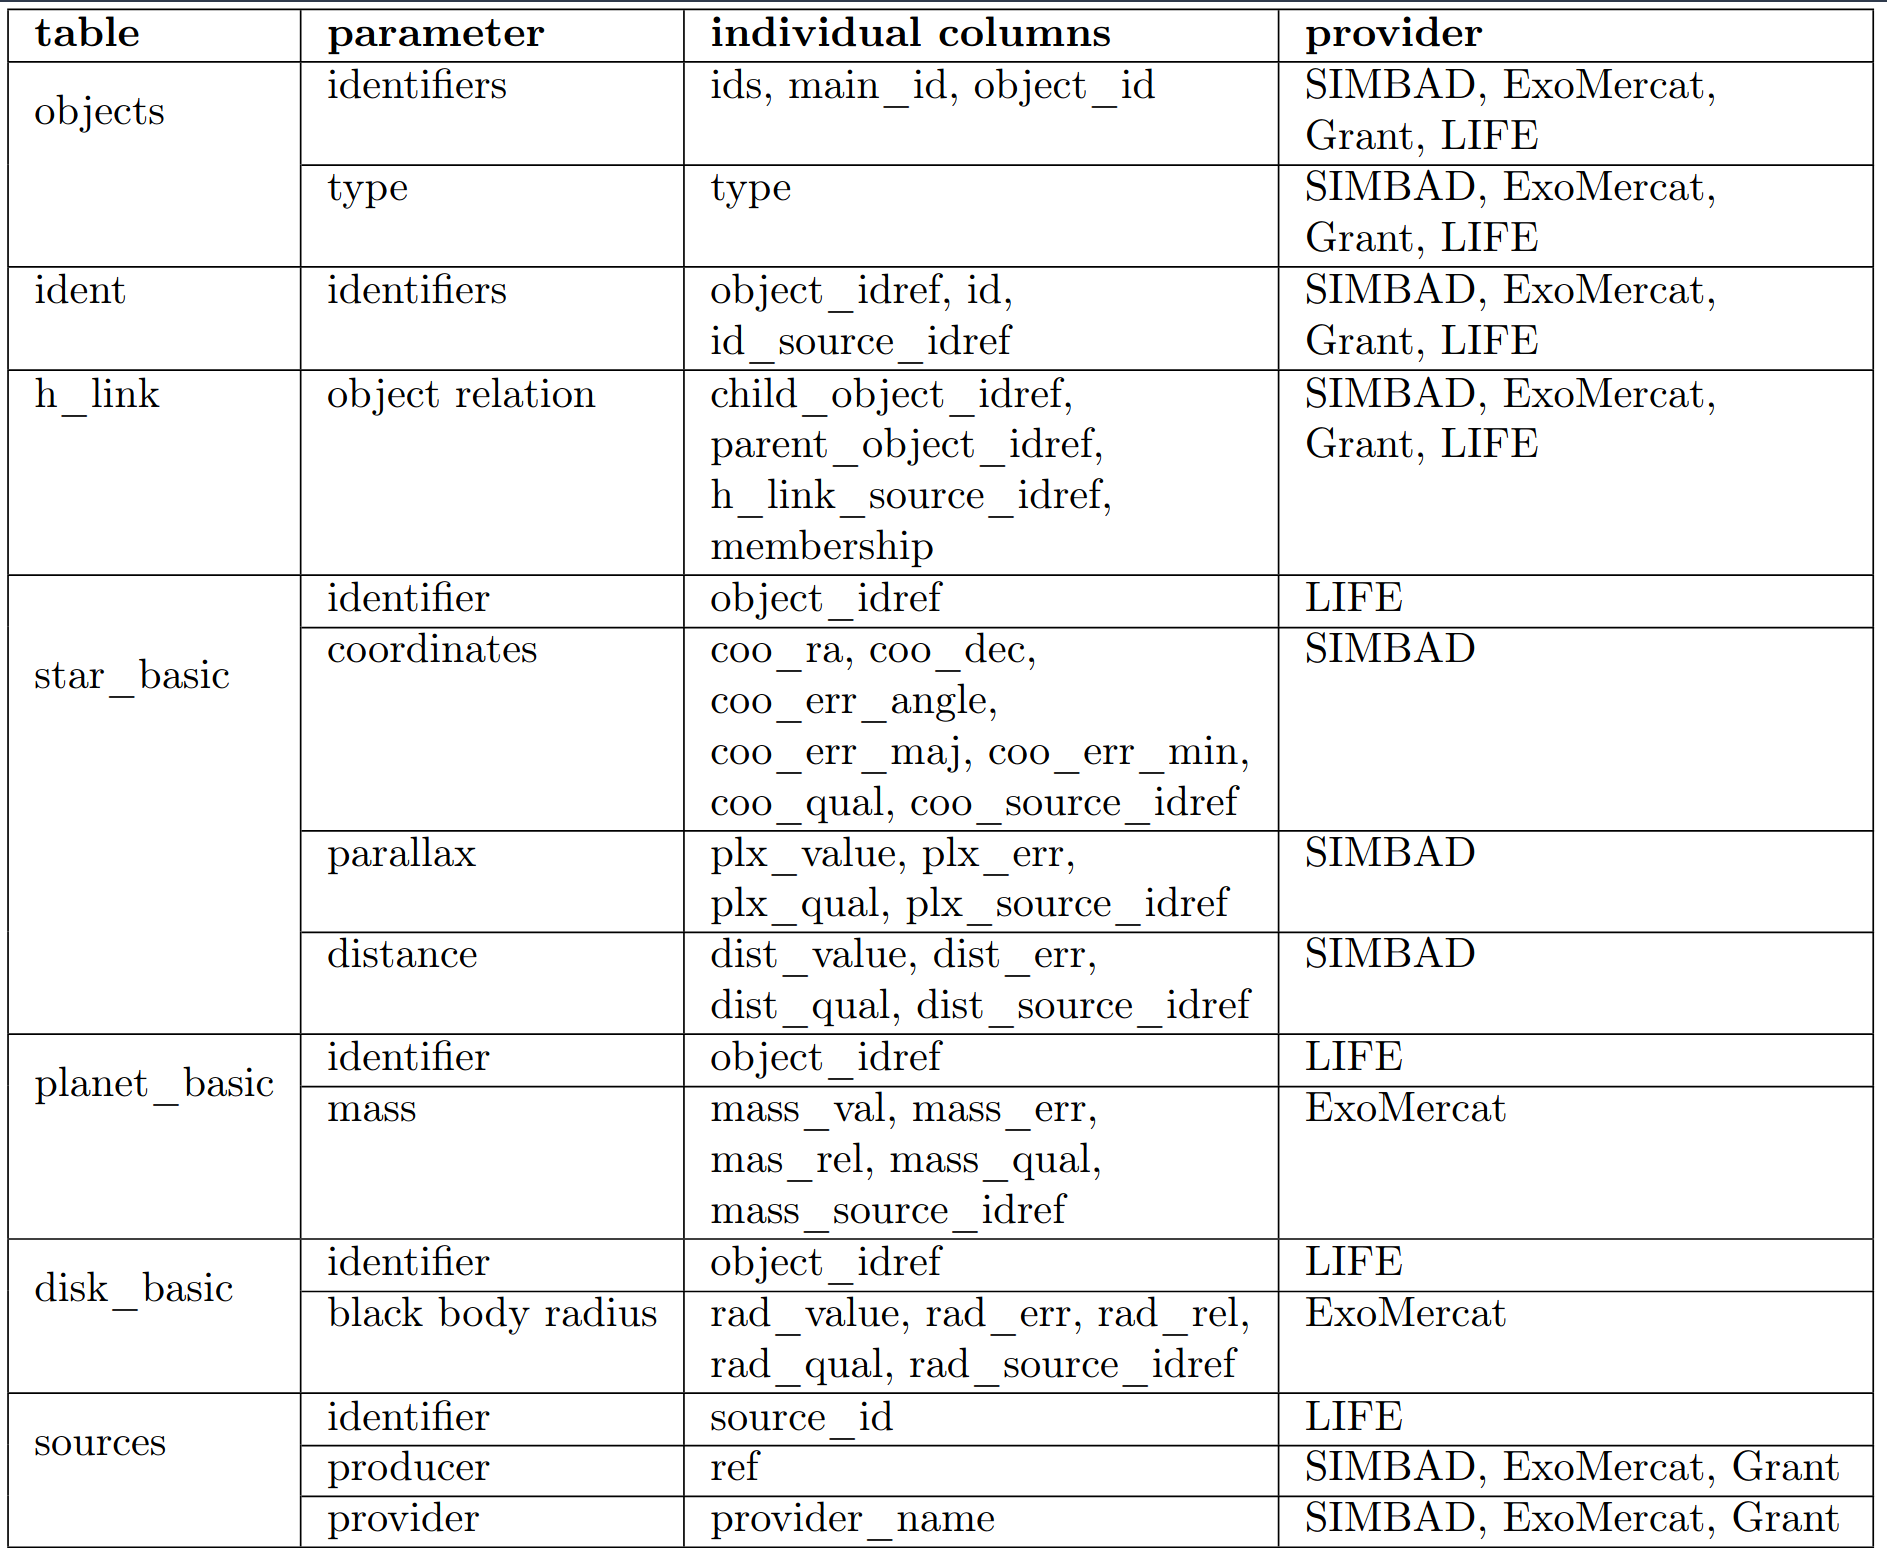 table parameter individual columns provider
objects identifiers ids, main_id, object_id SIMBAD, ExoMercat,
Grant, LIFE
type type SIMBAD, ExoMercat,
Grant, LIFE
ident identifiers object_idref, id, SIMBAD, ExoMercat,
id_source_idref Grant, LIFE
h_link object relation child_object_idref, SIMBAD, ExoMercat,
parent_object_idref, Grant, LIFE
h_link_source_idref,
membership
star_basic identifier object_idref LIFE
coordinates coo_ra, coo_dec, SIMBAD
coo_err_angle,
coo_err_maj, coo_err_min,
coo_qual, coo_source_idref
parallax plx_value, plx_err, SIMBAD
plx_qual, plx_source_idref
distance dist_value, dist_err, SIMBAD
dist_qual, dist_source_idref
planet_basic identifier object_idref LIFE
mass mass_val, mass_err, ExoMercat
mas_rel, mass_qual,
mass_source_idref
disk_basic identifier object_idref LIFE
black body radius rad_value, rad_err, rad_rel, ExoMercat
rad_qual, rad_source_idref
sources identifier source_id LIFE
producer ref SIMBAD, ExoMercat, Grant
provider provider_name SIMBAD, ExoMercat, Grant